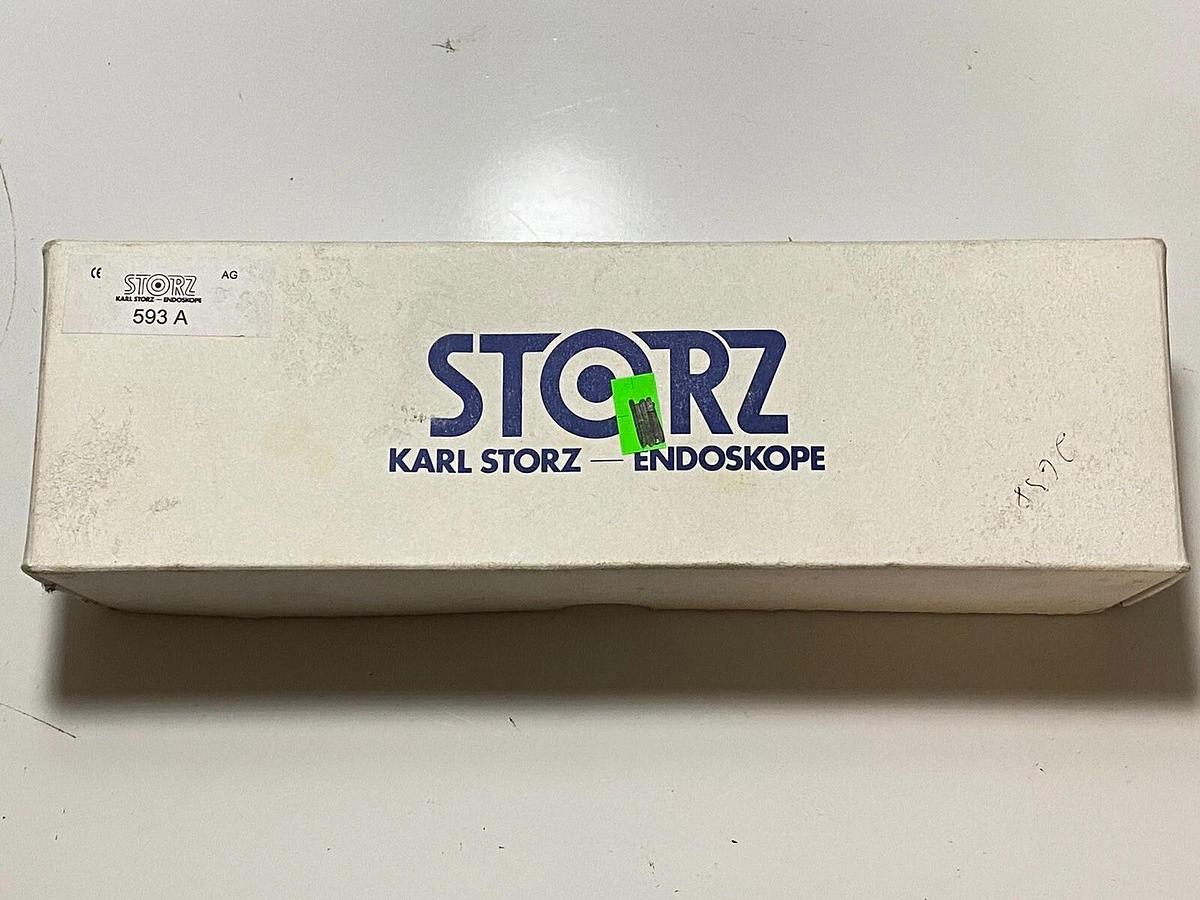 CE
AG
STORZ
KARL STORZ — ENDOSKOPE
593 A
STORZ
KARL STORZ — ENDOSKOPE